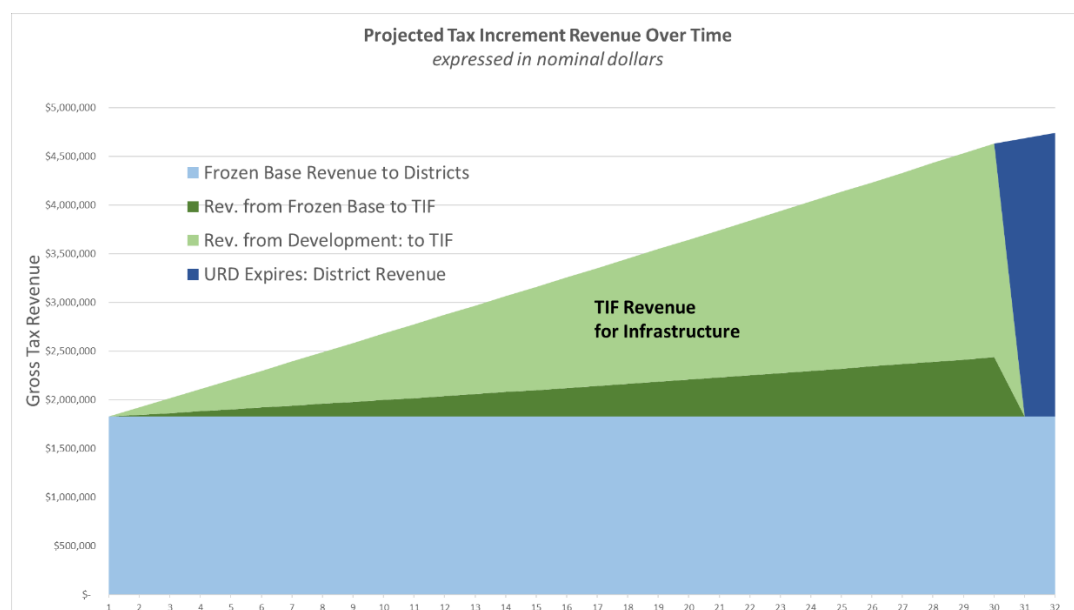 Projected Tax Increment Revenue Over Time
expressed in nominal dollars
Gross Tax Revenue
$5,000,000
$4,500,000
$4,000,000
$3,500,000
$3,000,000
$2,500,000
$2,000,000
$1,500,000
$1,000,000
$500,000
$-
Frozen Base Revenue to Districts
Rev. from Frozen Base to TIF
Rev. from Development: to TIF
URD Expires: District Revenue
TIF Revenue
for Infrastructure
1 2 3 4 5 6 7 8 9 10 11 12 13 14 15 16 17 18 19 20 21 22 23 24 25 26 27 28 29 30 31 32